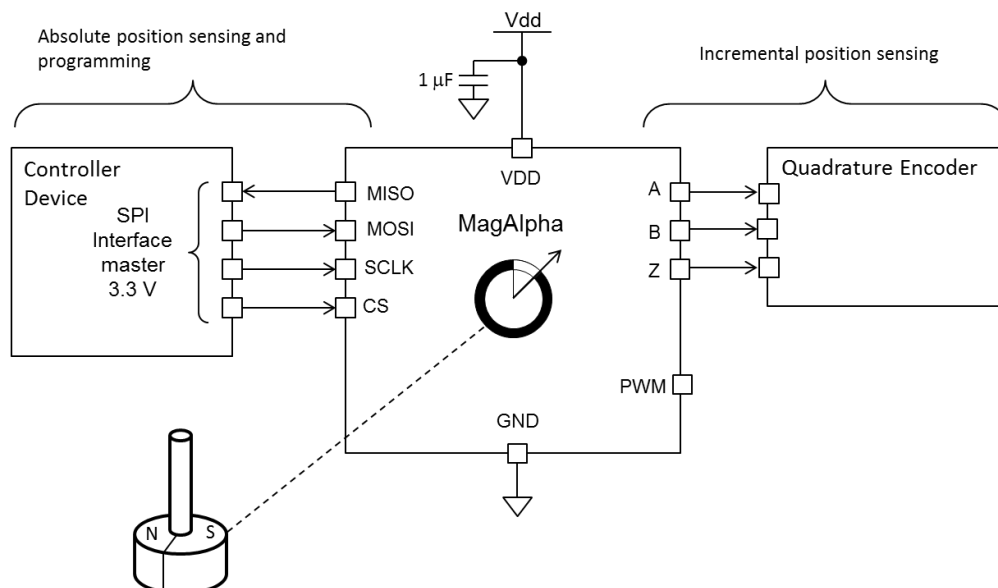 Absolute position sensing and
programming
Vdd
1 μF
Incremental position sensing
Controller
Device
SPI
Interface
master
3.3 V
MISO
MOSI
SCLK
CS
VDD
MagAlpha
A
B
Z
PWM
GND
Quadrature Encoder
N S